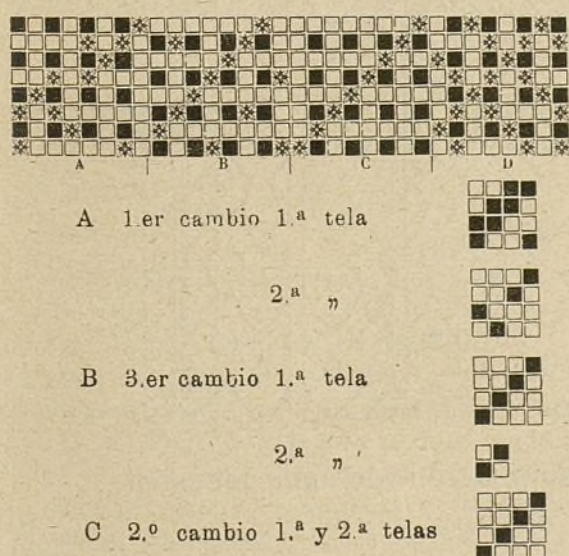 A B C D
A 1.er cambio 1.ª tela
2.ª „
B 3.er cambio 1.ª tela
2.ª „
C 2.º cambio 1.ª y 2.ª telas